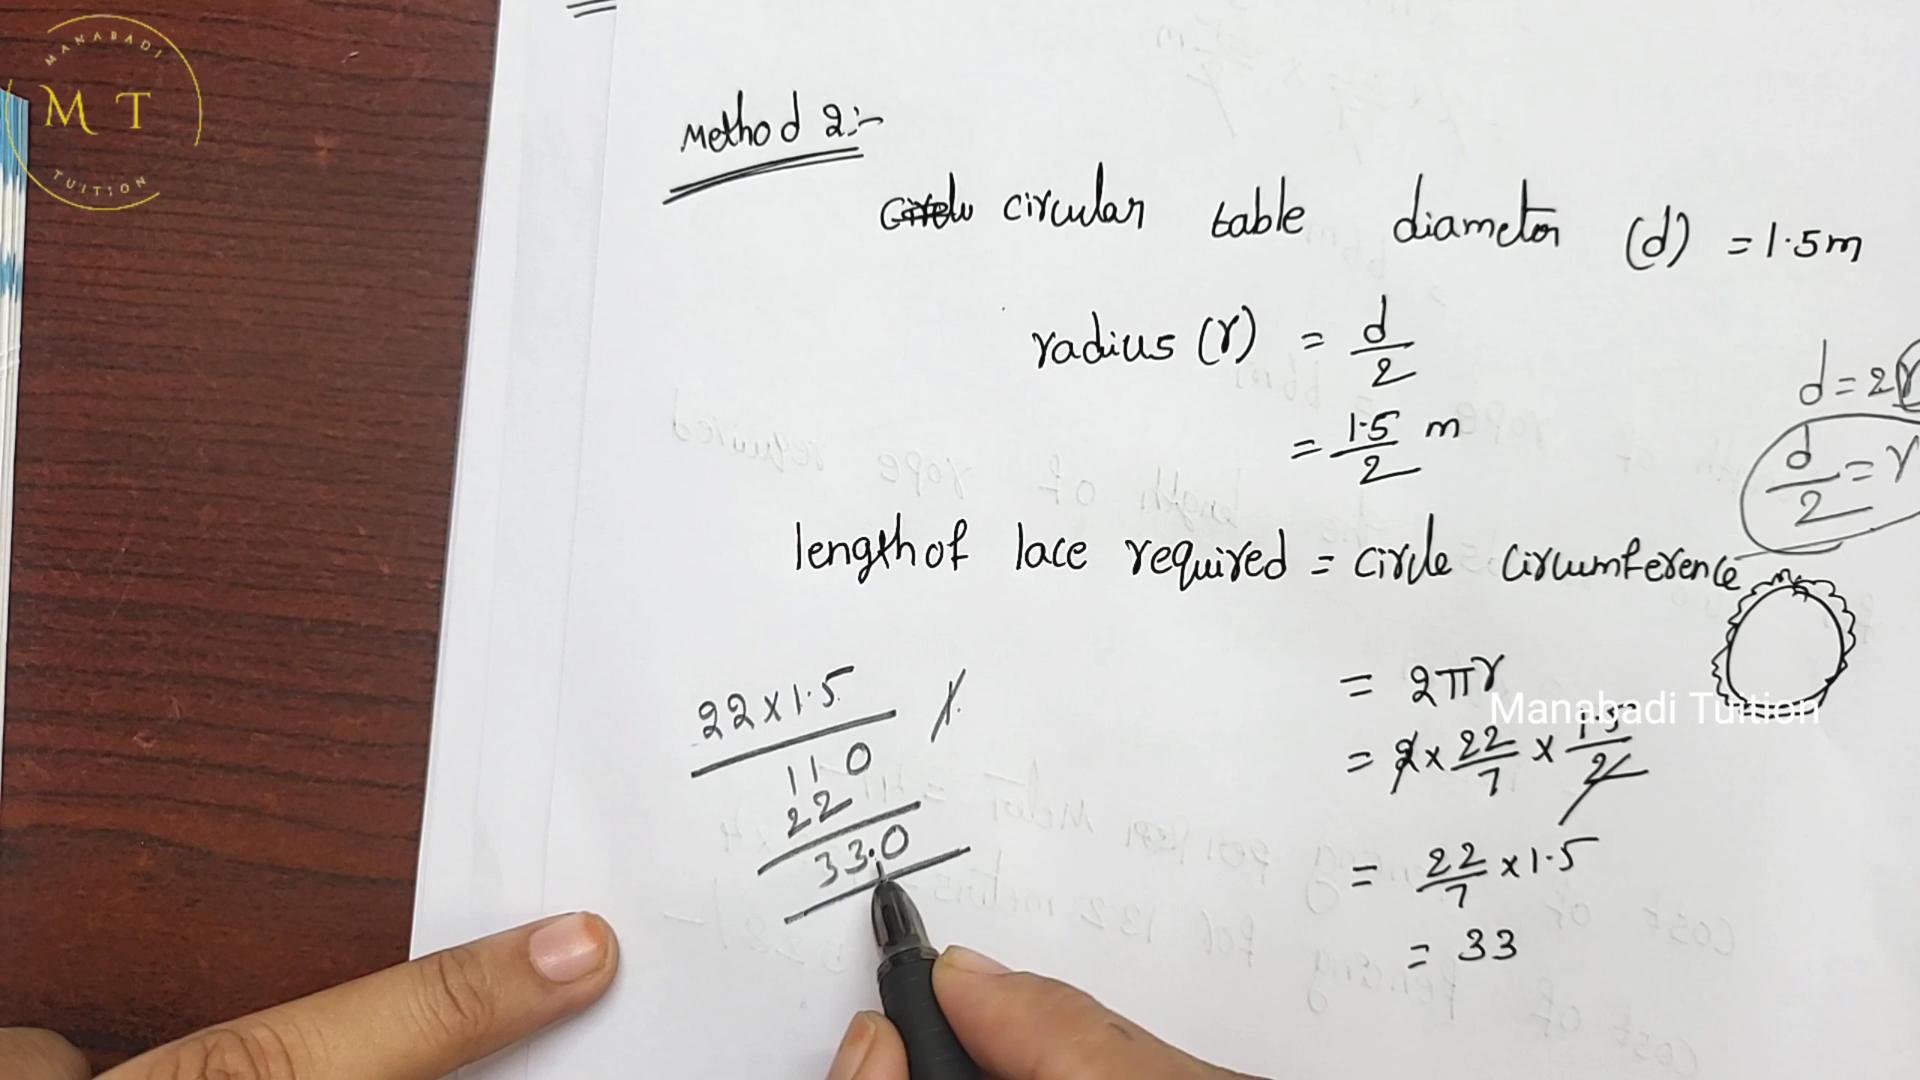 MANABADI
M T
TUITION
Method 2:-
circular table diameter (d) = 1.5m
radius (r) = d/2
d = 2r
= 1.5/2 m
d/2 = r
length of lace required = circle circumference
= 2πr
Manabadi Tuition
= 2 × 22/7 × 1.5/2
= 22/7 × 1.5
= 33
22 × 1.5
110
22
33.0